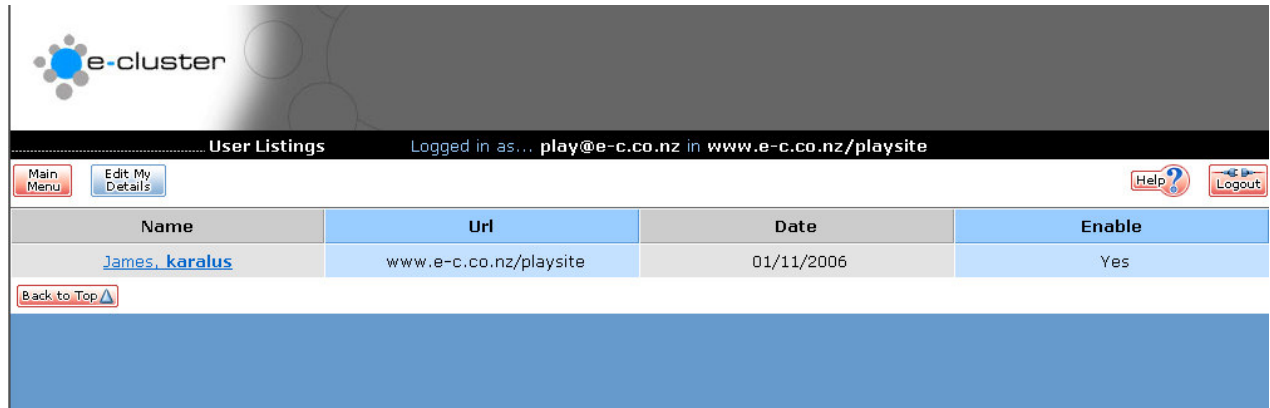 e-cluster
User Listings Logged in as... play@e-c.co.nz in www.e-c.co.nz/playsite
Main Menu
Edit My Details
Help?
Logout
Name Url Date Enable
James, karalus www.e-c.co.nz/playsite 01/11/2006 Yes
Back to Top